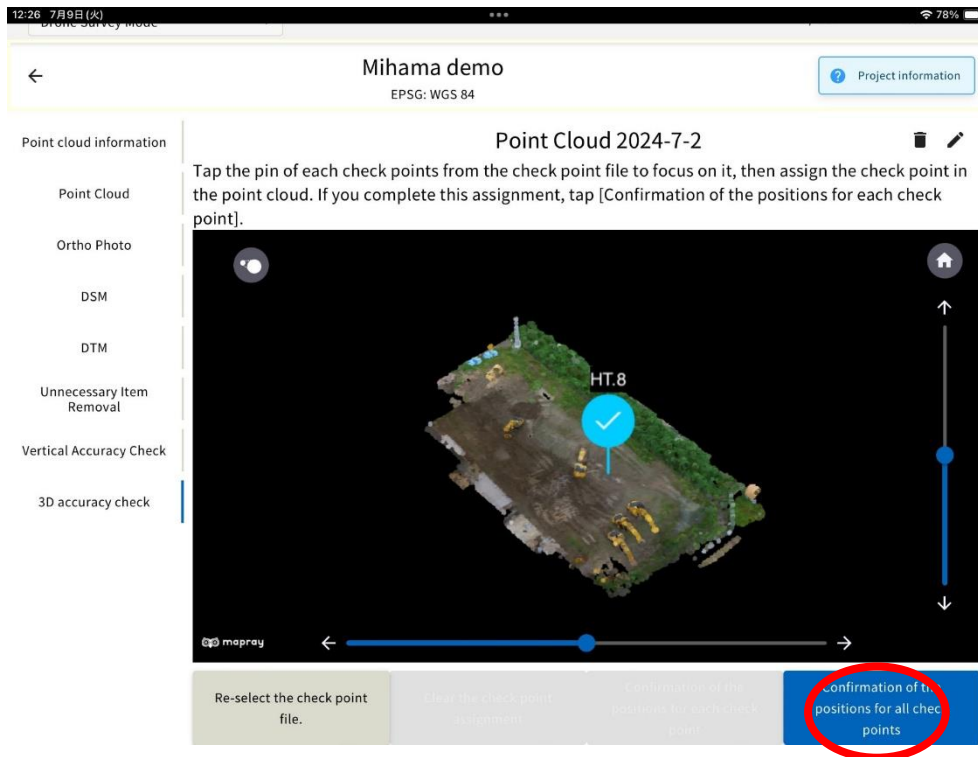 12:26 7月9日(火)
78%
Drone Survey Mode
Mihama demo
EPSG: WGS 84
Project information
Point cloud information
Point Cloud
Ortho Photo
DSM
DTM
Unnecessary Item
Removal
Vertical Accuracy Check
3D accuracy check
Point Cloud 2024-7-2
Tap the pin of each check points from the check point file to focus on it, then assign the check point in
the point cloud. If you complete this assignment, tap [Confirmation of the positions for each check
point].
HT.8
mapray
Re-select the check point
file.
Clear the check point
assignment
Confirmation of the
positions for each check
point
Confirmation of the
positions for all check
points